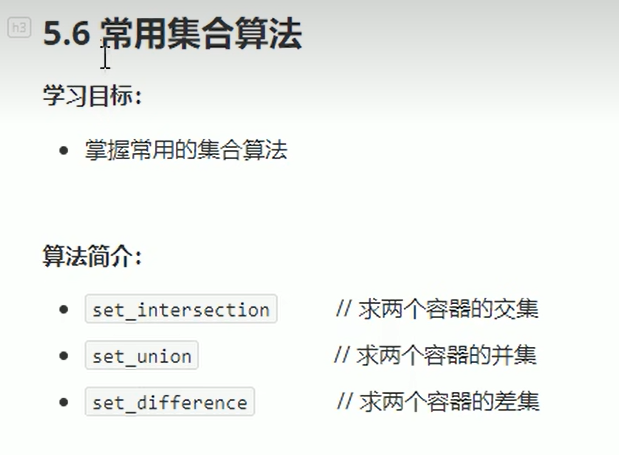 h3
5.6 常用集合算法
学习目标：
掌握常用的集合算法
算法简介：
set_intersection // 求两个容器的交集
set_union // 求两个容器的并集
set_difference // 求两个容器的差集